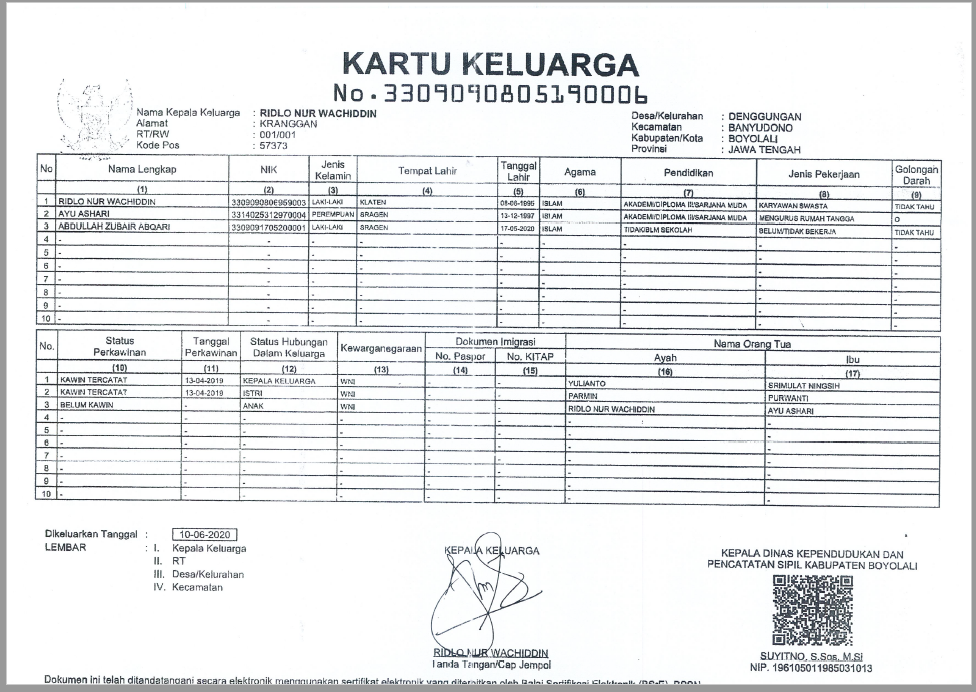 KARTU KELUARGA
No. 3309090805190006
Nama Kepala Keluarga : RIDLO NUR WACHIDDIN
Alamat : KRANGGAN
RT/RW : 001/001
Kode Pos : 57373
Desa/Kelurahan : DENGGUNGAN
Kecamatan : BANYUDONO
Kabupaten/Kota : BOYOLALI
Provinsi : JAWA TENGAH
No Nama Lengkap NIK Jenis Kelamin Tempat Lahir Tanggal Lahir Agama Pendidikan Jenis Pekerjaan Golongan Darah
(1) (2) (3) (4) (5) (6) (7) (8) (9)
1 RIDLO NUR WACHIDDIN 3309090806959003 LAKI-LAKI KLATEN 08-06-1995 ISLAM AKADEMI/DIPLOMA III/SARJANA MUDA KARYAWAN SWASTA TIDAK TAHU
2 AYU ASHARI 3314025312970004 PEREMPUAN SRAGEN 13-12-1997 ISLAM AKADEMI/DIPLOMA III/SARJANA MUDA MENGURUS RUMAH TANGGA O
3 ABDULLAH ZUBAIR ABQARI 3309091705200001 LAKI-LAKI SRAGEN 17-05-2020 ISLAM TIDAK/BLM SEKOLAH BELUM/TIDAK BEKERJA TIDAK TAHU
4 - - - - - - - - -
5 - - - - - - - - -
6 - - - - - - - - -
7 - - - - - - - - -
8 - - - - - - - - -
9 - - - - - - - - -
10 - - - - - - - - -
No. Status Perkawinan Tanggal Perkawinan Status Hubungan Dalam Keluarga Kewarganegaraan Dokumen Imigrasi Nama Orang Tua
No. Paspor No. KITAP Ayah Ibu
(10) (11) (12) (13) (14) (15) (16) (17)
1 KAWIN TERCATAT 13-04-2019 KEPALA KELUARGA WNI - - YULIANTO SRIMULAT NINGSIH
2 KAWIN TERCATAT 13-04-2019 ISTRI WNI - - PARMIN PURWANTI
3 BELUM KAWIN - ANAK WNI - - RIDLO NUR WACHIDDIN AYU ASHARI
4 - - - - - - - -
5 - - - - - - - -
6 - - - - - - - -
7 - - - - - - - -
8 - - - - - - - -
9 - - - - - - - -
10 - - - - - - - -
Dikeluarkan Tanggal : 10-06-2020
LEMBAR : I. Kepala Keluarga
II. RT
III. Desa/Kelurahan
IV. Kecamatan
KEPALA KELUARGA
RIDLO NUR WACHIDDIN
Tanda Tangan/Cap Jempol
KEPALA DINAS KEPENDUDUKAN DAN
PENCATATAN SIPIL KABUPATEN BOYOLALI
SUYITNO, S.Sos, M.Si
NIP. 196105011985031013
Dokumen ini telah ditandatangani secara elektronik menggunakan sertifikat elektronik yang diterbitkan oleh Balai Sertifikasi Elektronik (BSrE), BSSN